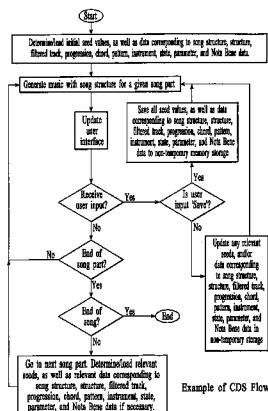 Start
Determine/load initial seed values, as well as data corresponding to song structure, structure,
filtered track, progression, chord, pattern, instrument, state, parameter, and Note Bene data.
Generate music with song structure for a given song part
Update
user
interface
Save all seed values, as well as data
corresponding to song structure, structure,
filtered track, progression, chord, pattern,
instrument, state, parameter, and Note Bene
data to non-temporary memory storage
Yes
Receive
user input?
Yes
Is user
input 'Save'?
No
No
No
End of
song part?
Yes
Update any relevant
seeds, and/or
data corresponding
to song structure,
structure, filtered
track, progression,
chord, pattern,
instrument, state,
parameter, and
Note Bene data in
non-temporary storage
End of
song?
Yes
End
No
Go to next song part. Determine/load relevant
seeds, as well as relevant data corresponding to
song structure, structure, filtered track,
progression, chord, pattern, instrument, state,
parameter, and Note Bene data if necessary.
Example of CDS Flow